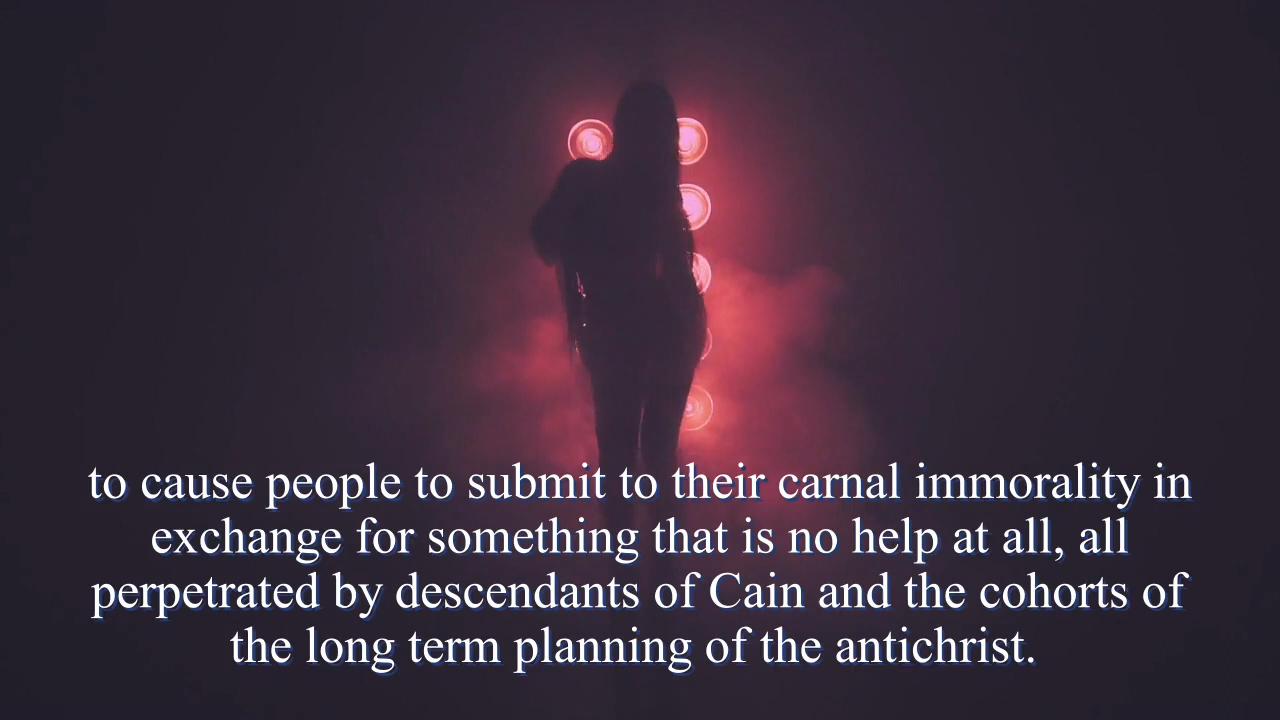 to cause people to submit to their carnal immorality in
exchange for something that is no help at all, all
perpetrated by descendants of Cain and the cohorts of
the long term planning of the antichrist.